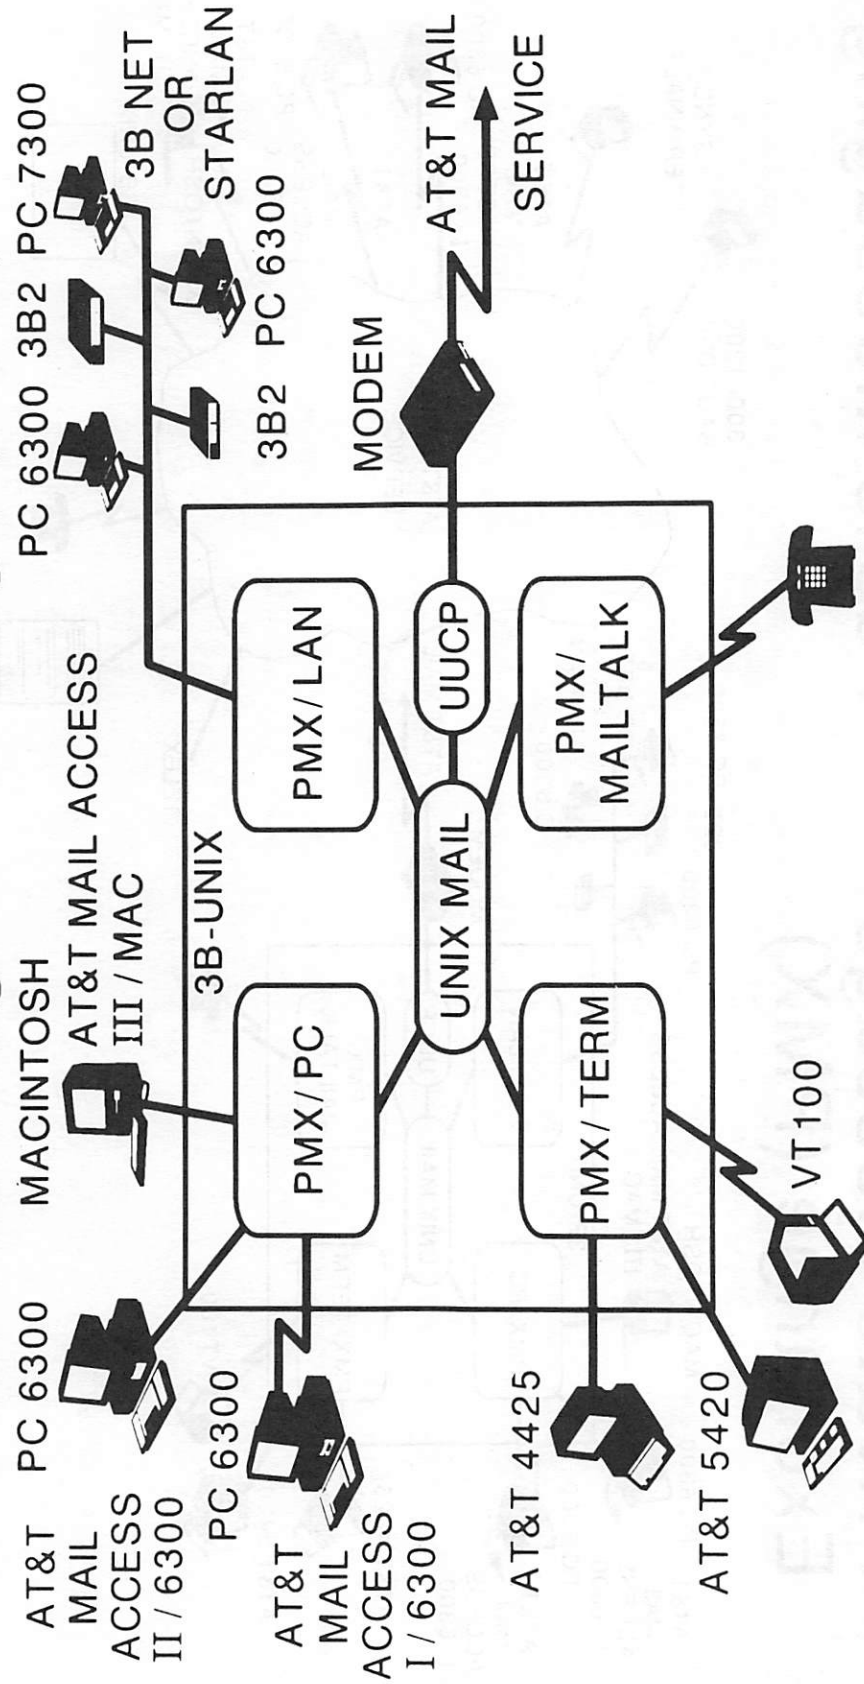 MACINTOSH
AT&T MAIL ACCESS
III / MAC
PC 6300
AT&T
MAIL
ACCESS
II / 6300
PC 6300
AT&T
MAIL
ACCESS
I / 6300
AT&T 4425
AT&T 5420
VT100
3B-UNIX
PMX/PC
PMX/LAN
UNIX MAIL
UUCP
PMX/TERM
PMX/
MAILTALK
PC 6300
3B2
PC 7300
3B2
PC 6300
3B NET
OR
STARLAN
MODEM
AT&T MAIL
SERVICE